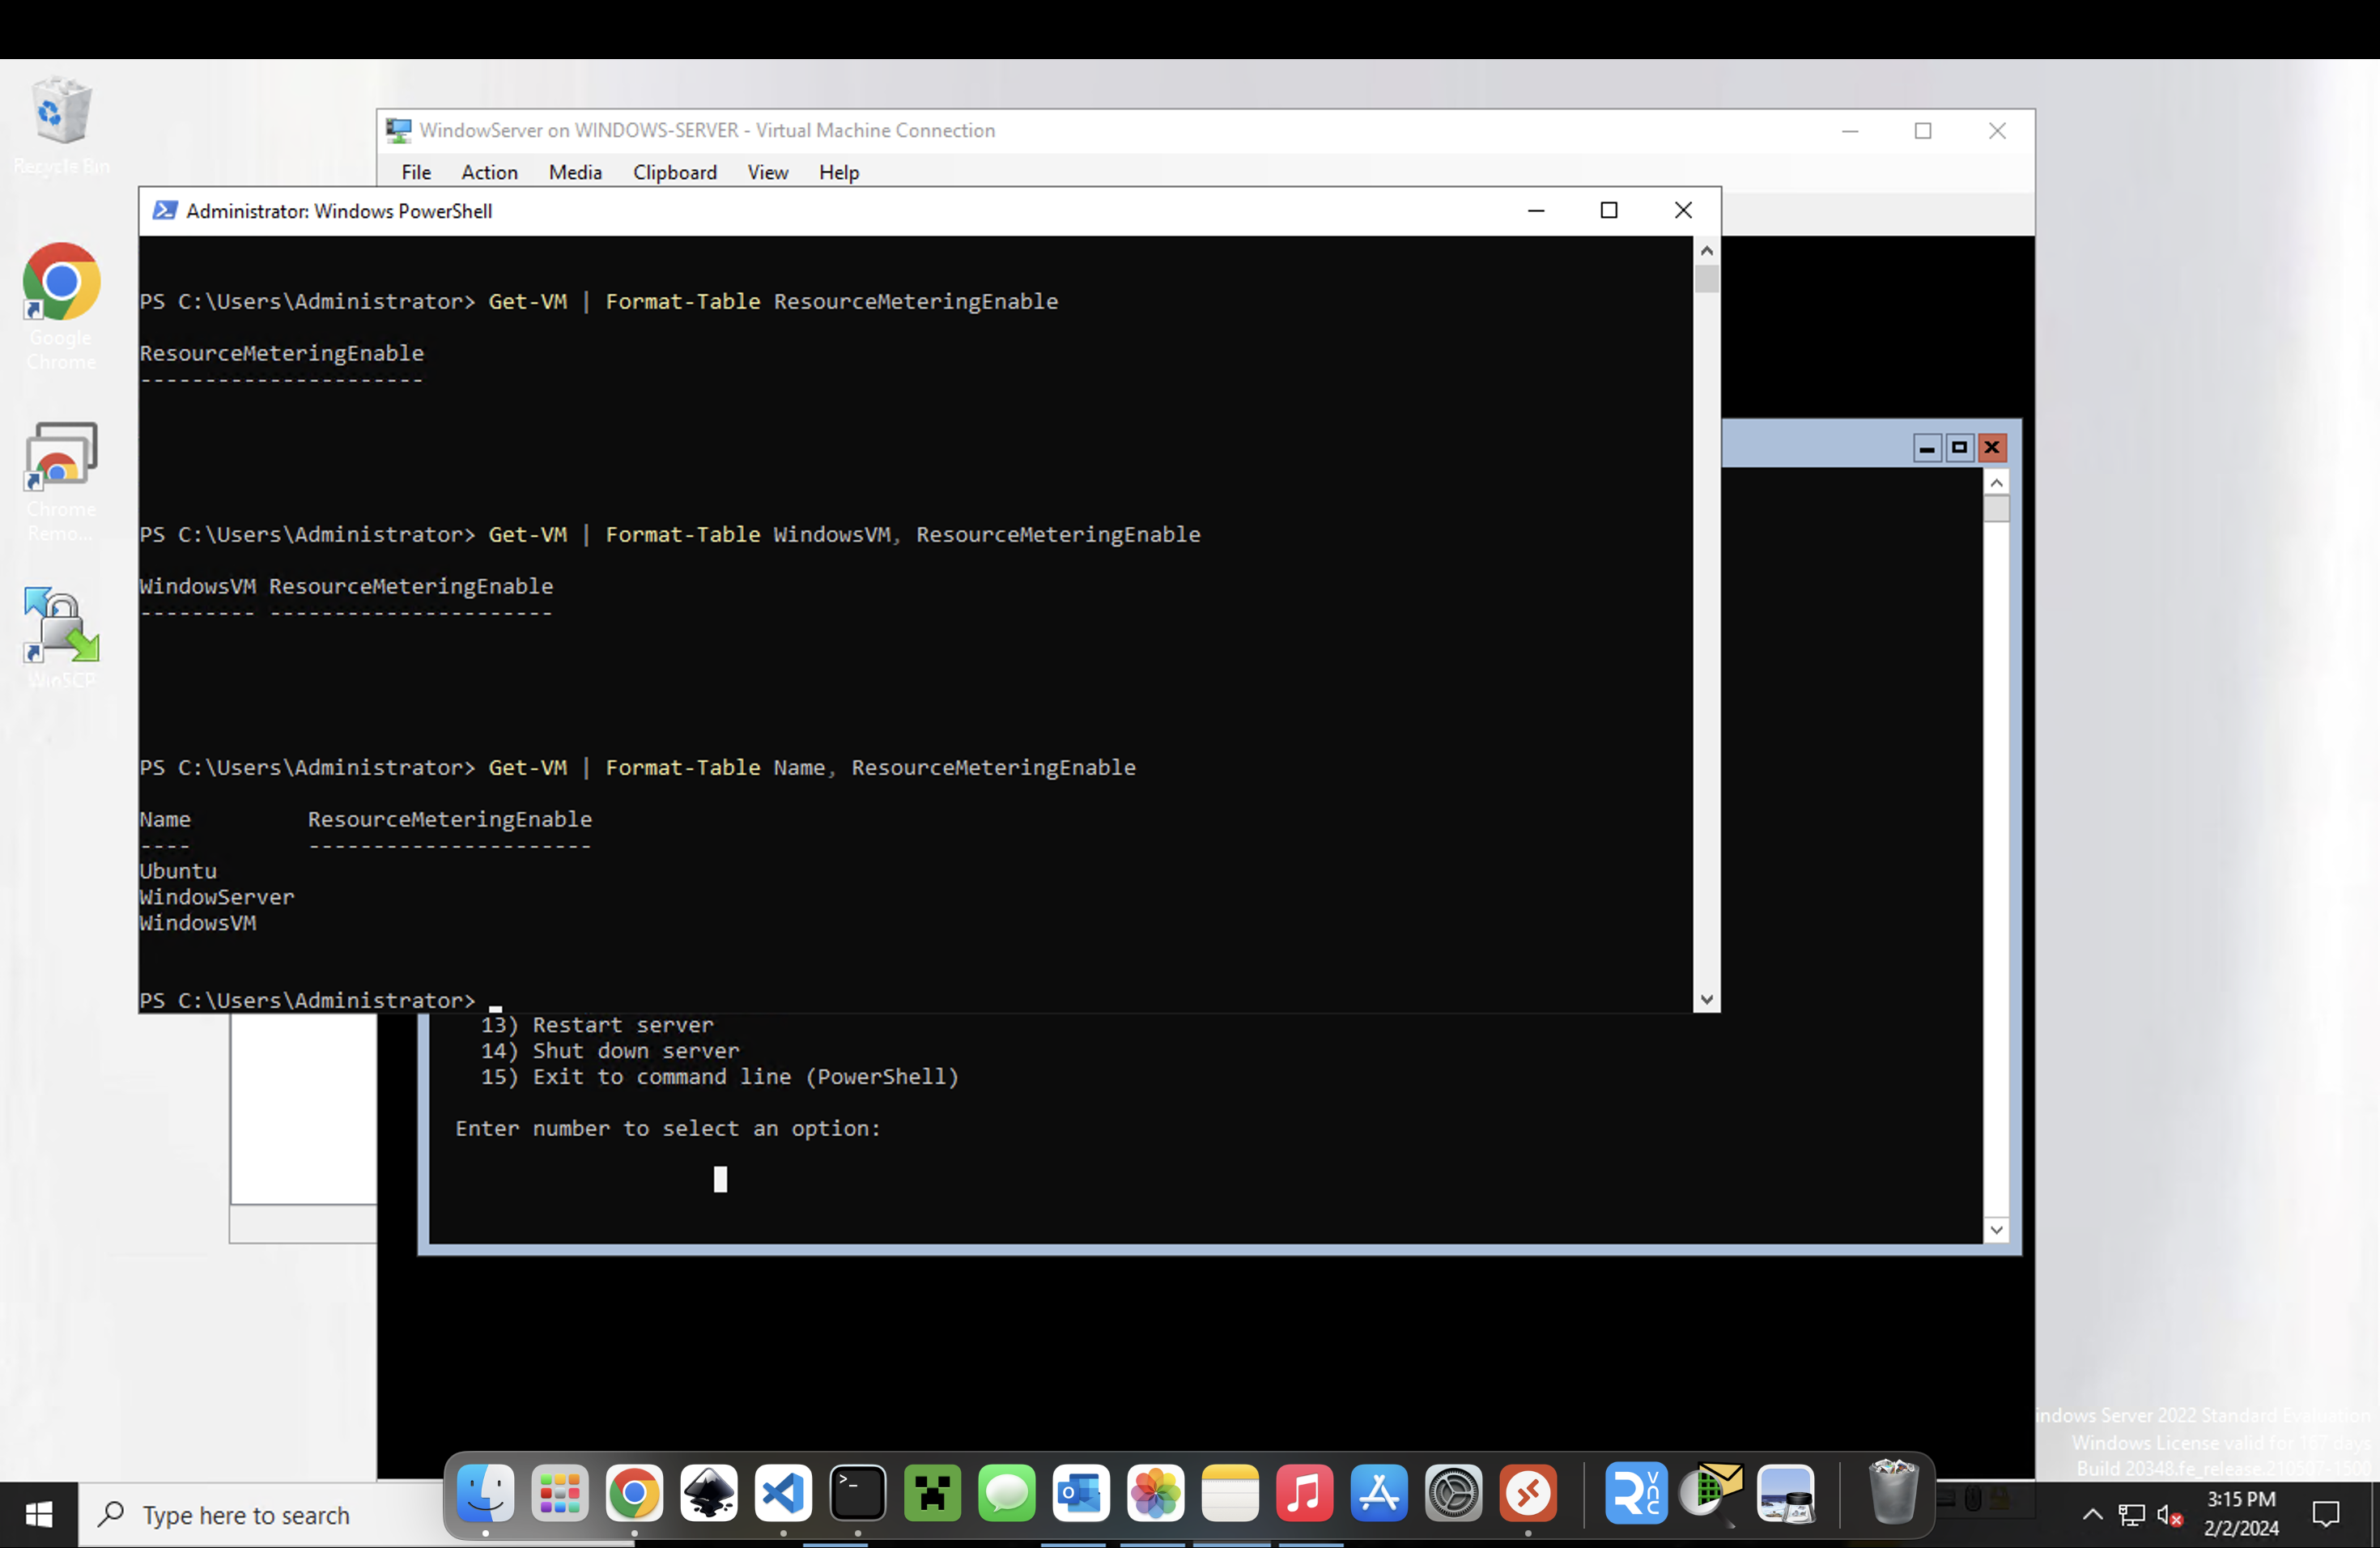 Recycle Bin
Google
Chrome
Chrome
Remo...
WinSCP
WindowServer on WINDOWS-SERVER - Virtual Machine Connection
File Action Media Clipboard View Help
Administrator: Windows PowerShell
PS C:\Users\Administrator> Get-VM | Format-Table ResourceMeteringEnable
ResourceMeteringEnable
----------------------
PS C:\Users\Administrator> Get-VM | Format-Table WindowsVM, ResourceMeteringEnable
WindowsVM ResourceMeteringEnable
--------- ----------------------
PS C:\Users\Administrator> Get-VM | Format-Table Name, ResourceMeteringEnable
Name ResourceMeteringEnable
---- ----------------------
Ubuntu
WindowServer
WindowsVM
PS C:\Users\Administrator>
13) Restart server
14) Shut down server
15) Exit to command line (PowerShell)
Enter number to select an option:
indows Server 2022 Standard Evaluation
Windows License valid for 167 days
Build 20348.fe_release.210507-1500
Type here to search
3:15 PM
2/2/2024